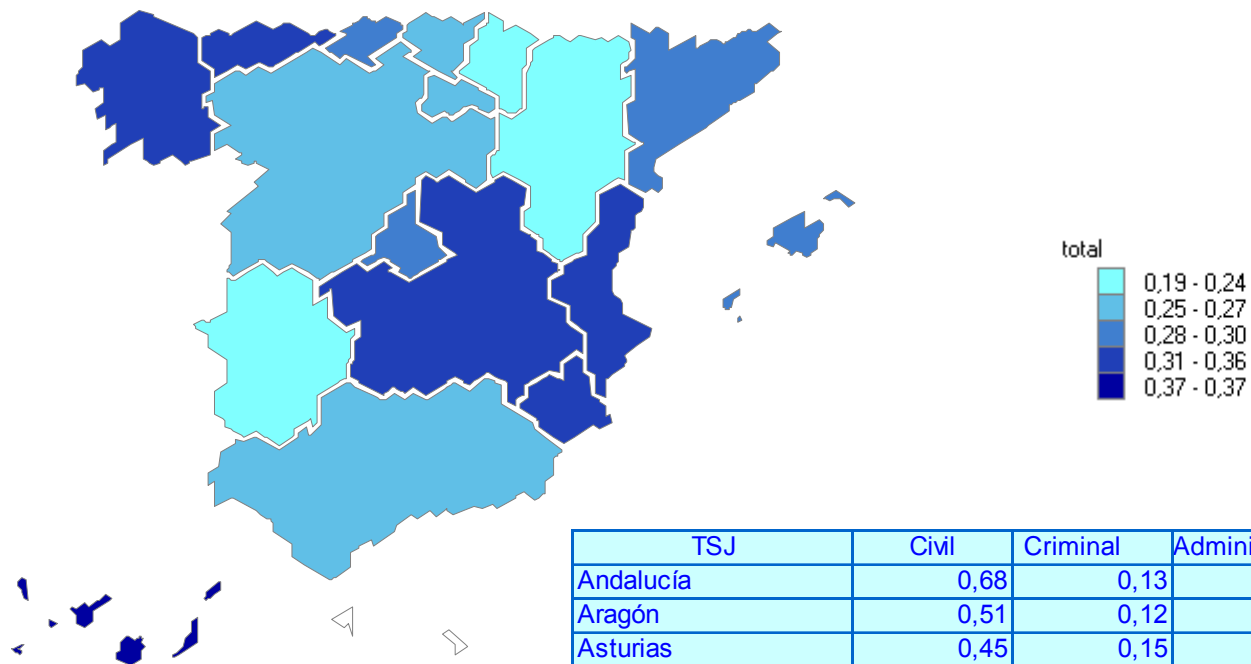 total
0,19 - 0,24
0,25 - 0,27
0,28 - 0,30
0,31 - 0,36
0,37 - 0,37
TSJ Civil Criminal
Andalucía 0,68 0,13
Aragón 0,51 0,12
Asturias 0,45 0,15